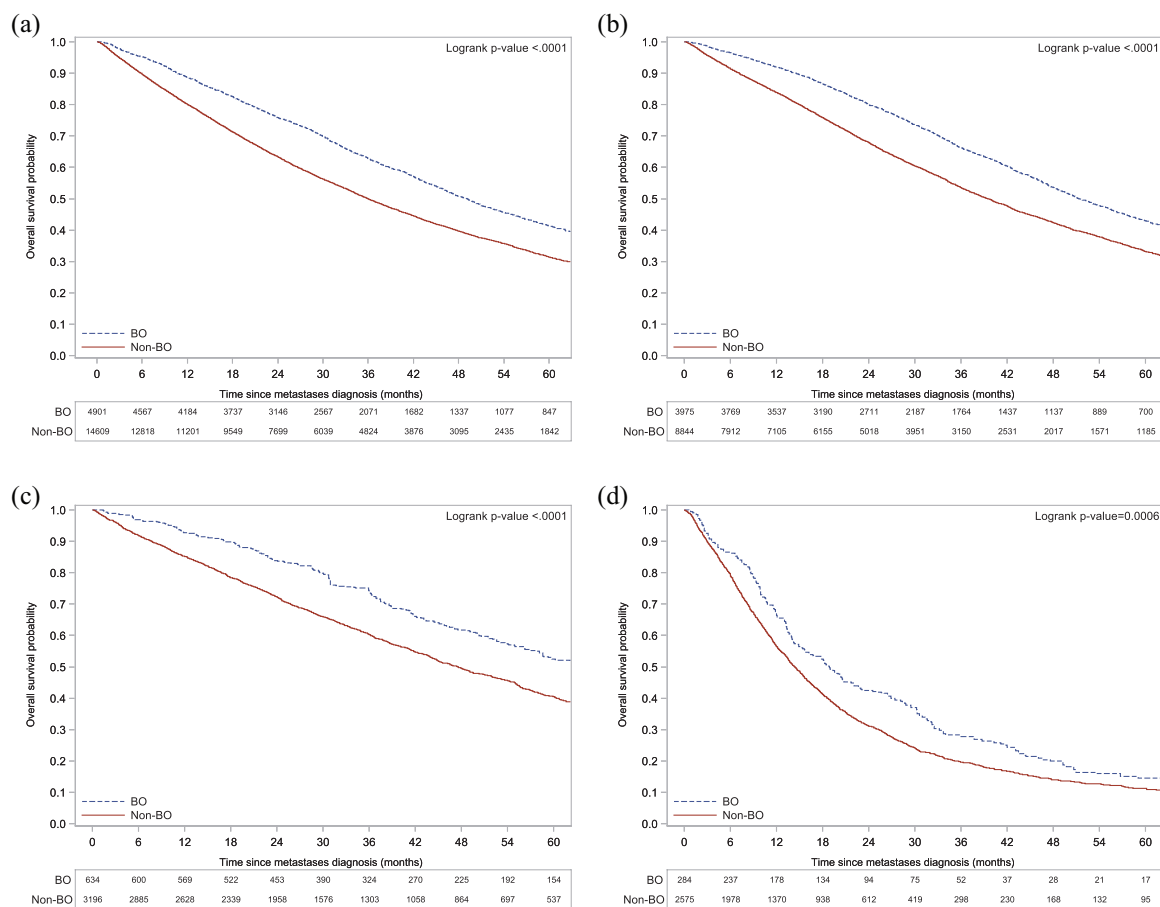 (a)
Logrank p-value <.0001
1.0
0.9
0.8
0.7
0.6
0.5
0.4
0.3
0.2
0.1
0.0
Overall survival probability
BO
Non-BO
0 6 12 18 24 30 36 42 48 54 60
Time since metastases diagnosis (months)
BO 4901 4567 4184 3737 3146 2567 2071 1682 1337 1077 847
Non-BO 14609 12818 11201 9549 7699 6039 4824 3876 3095 2435 1842
(b)
Logrank p-value <.0001
1.0
0.9
0.8
0.7
0.6
0.5
0.4
0.3
0.2
0.1
0.0
Overall survival probability
BO
Non-BO
0 6 12 18 24 30 36 42 48 54 60
Time since metastases diagnosis (months)
BO 3975 3769 3537 3190 2711 2187 1764 1437 1137 889 700
Non-BO 8844 7912 7105 6155 5018 3951 3150 2531 2017 1571 1185
(c)
Logrank p-value <.0001
1.0
0.9
0.8
0.7
0.6
0.5
0.4
0.3
0.2
0.1
0.0
Overall survival probability
BO
Non-BO
0 6 12 18 24 30 36 42 48 54 60
Time since metastases diagnosis (months)
BO 634 600 569 522 453 390 324 270 225 192 154
Non-BO 3196 2885 2628 2339 1958 1576 1303 1058 864 697 537
(d)
Logrank p-value=0.0006
1.0
0.9
0.8
0.7
0.6
0.5
0.4
0.3
0.2
0.1
0.0
Overall survival probability
BO
Non-BO
0 6 12 18 24 30 36 42 48 54 60
Time since metastases diagnosis (months)
BO 284 237 178 134 94 75 52 37 28 21 17
Non-BO 2575 1978 1370 938 612 419 298 230 168 132 95